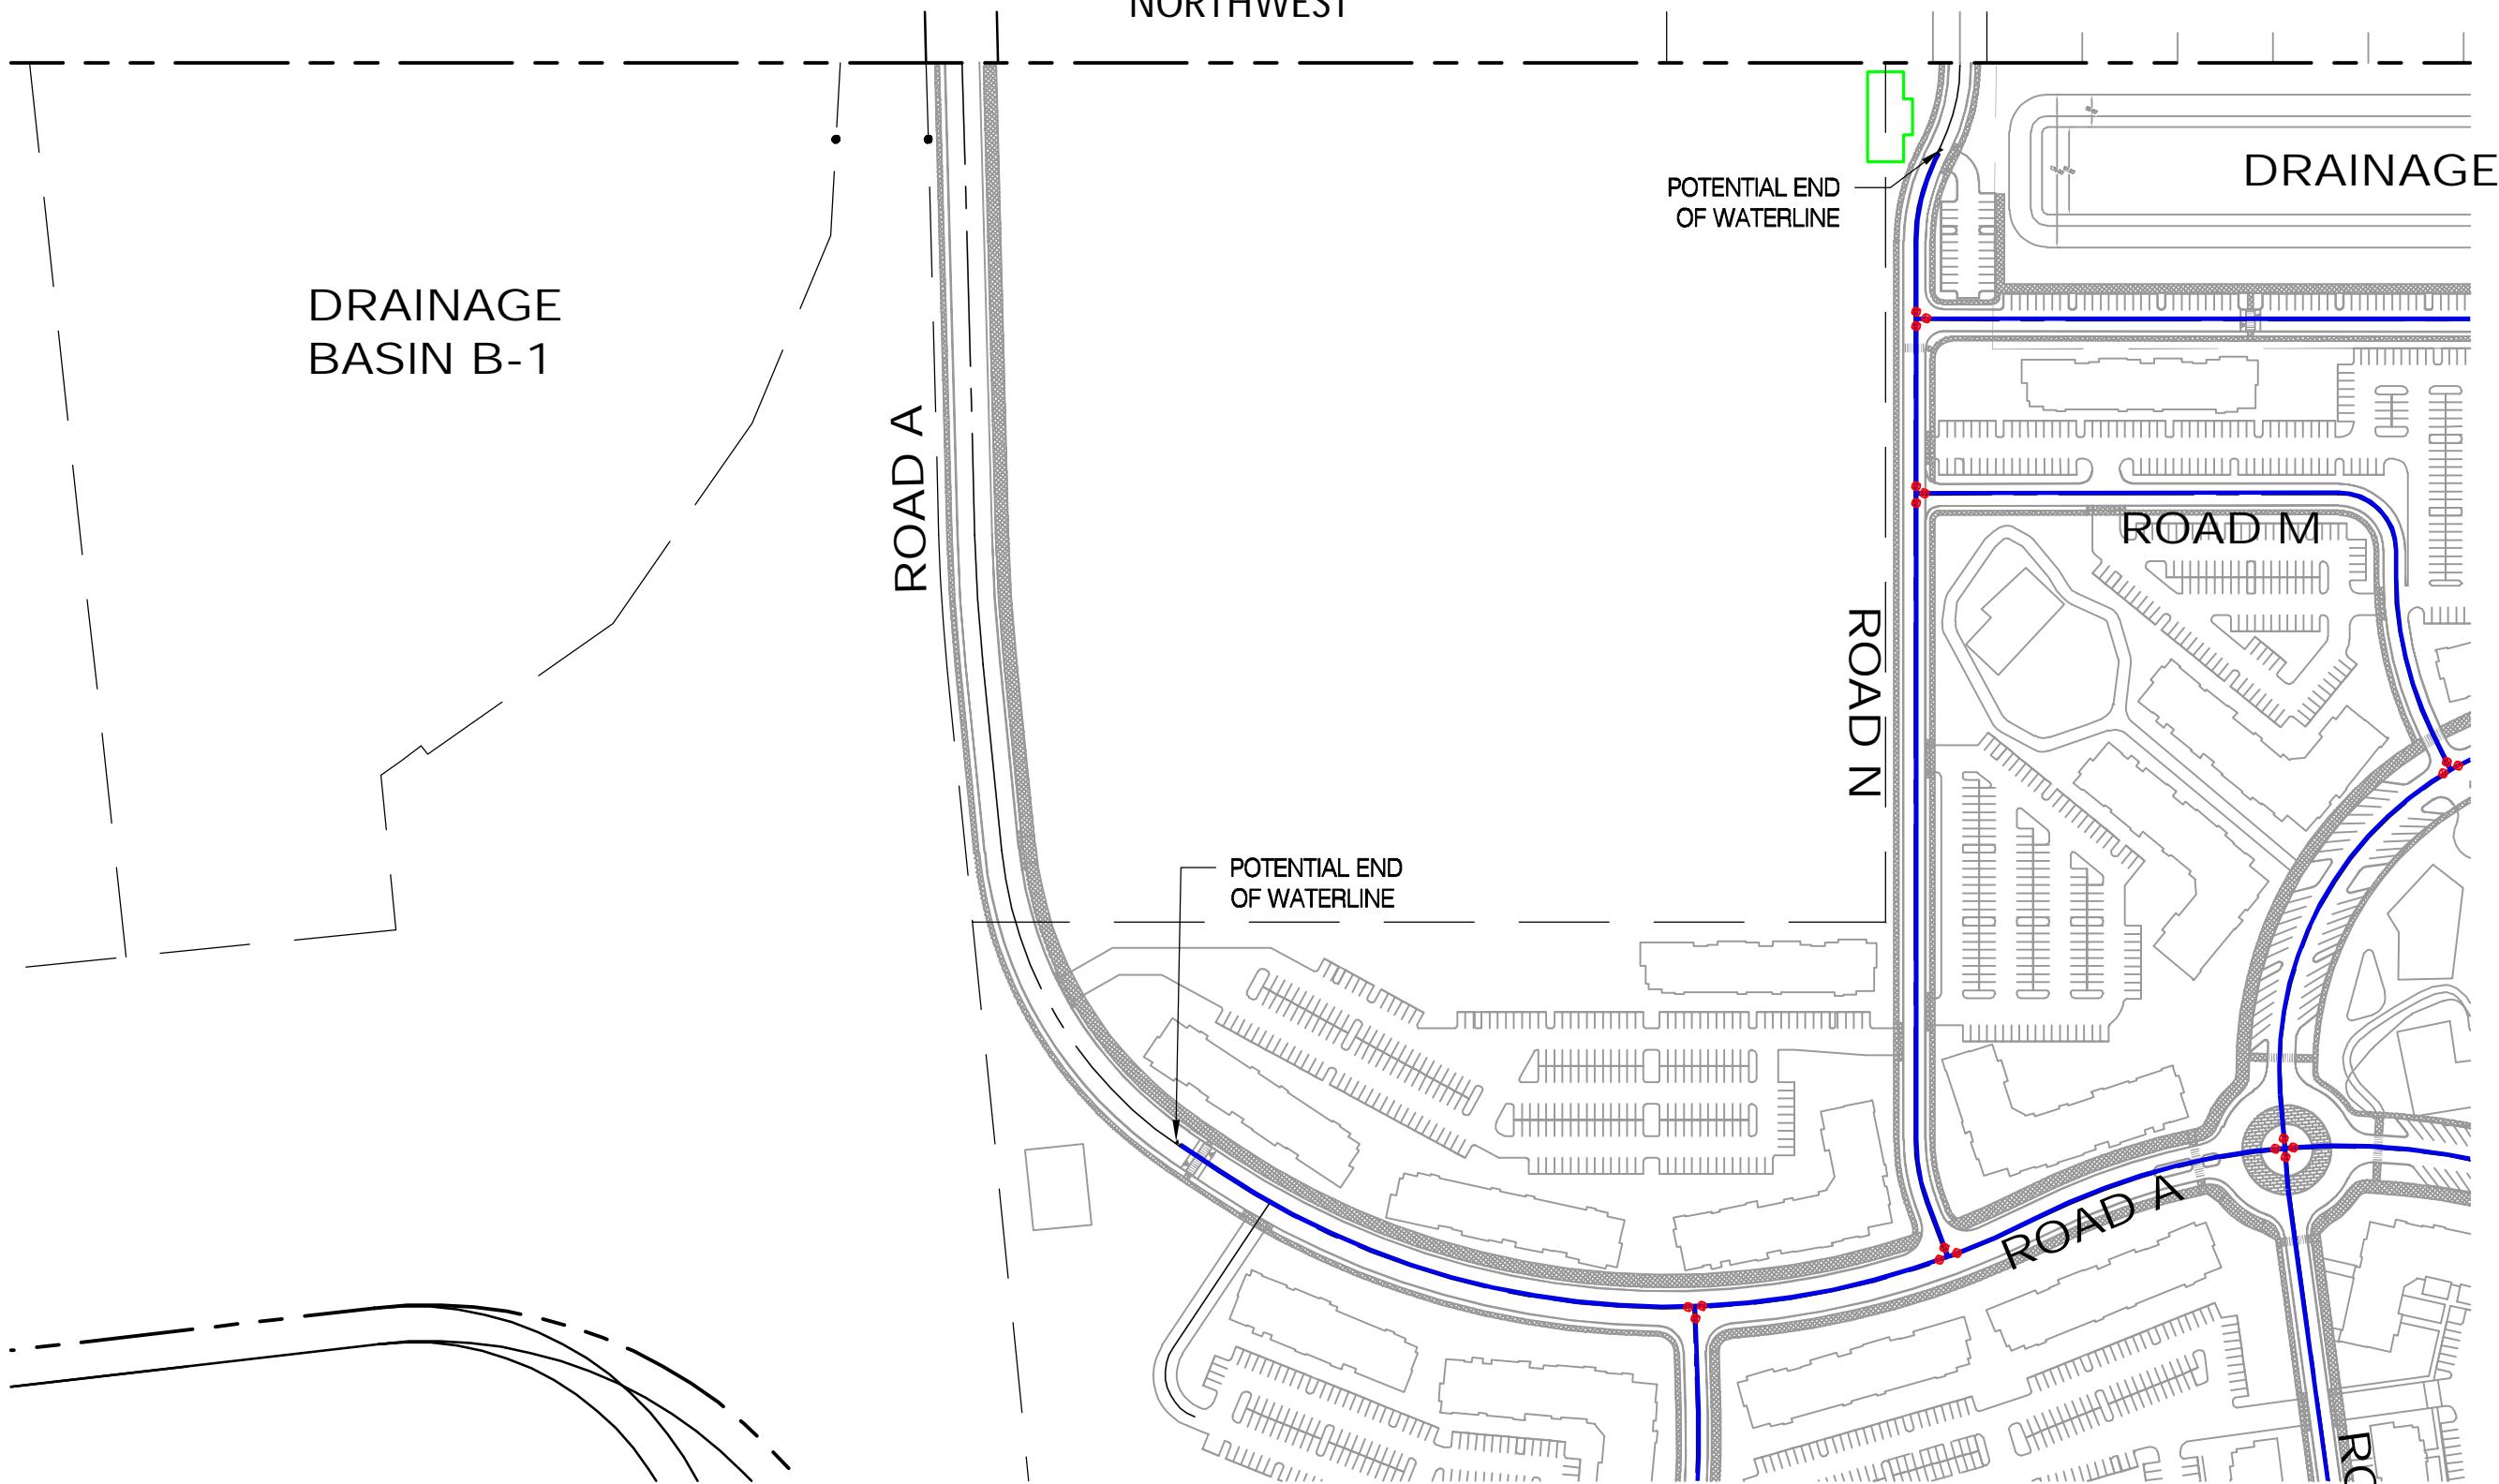 NORTHWEST
DRAINAGE
POTENTIAL END
OF WATERLINE
DRAINAGE
BASIN B-1
ROAD A
ROAD M
ROAD N
POTENTIAL END
OF WATERLINE
ROAD A